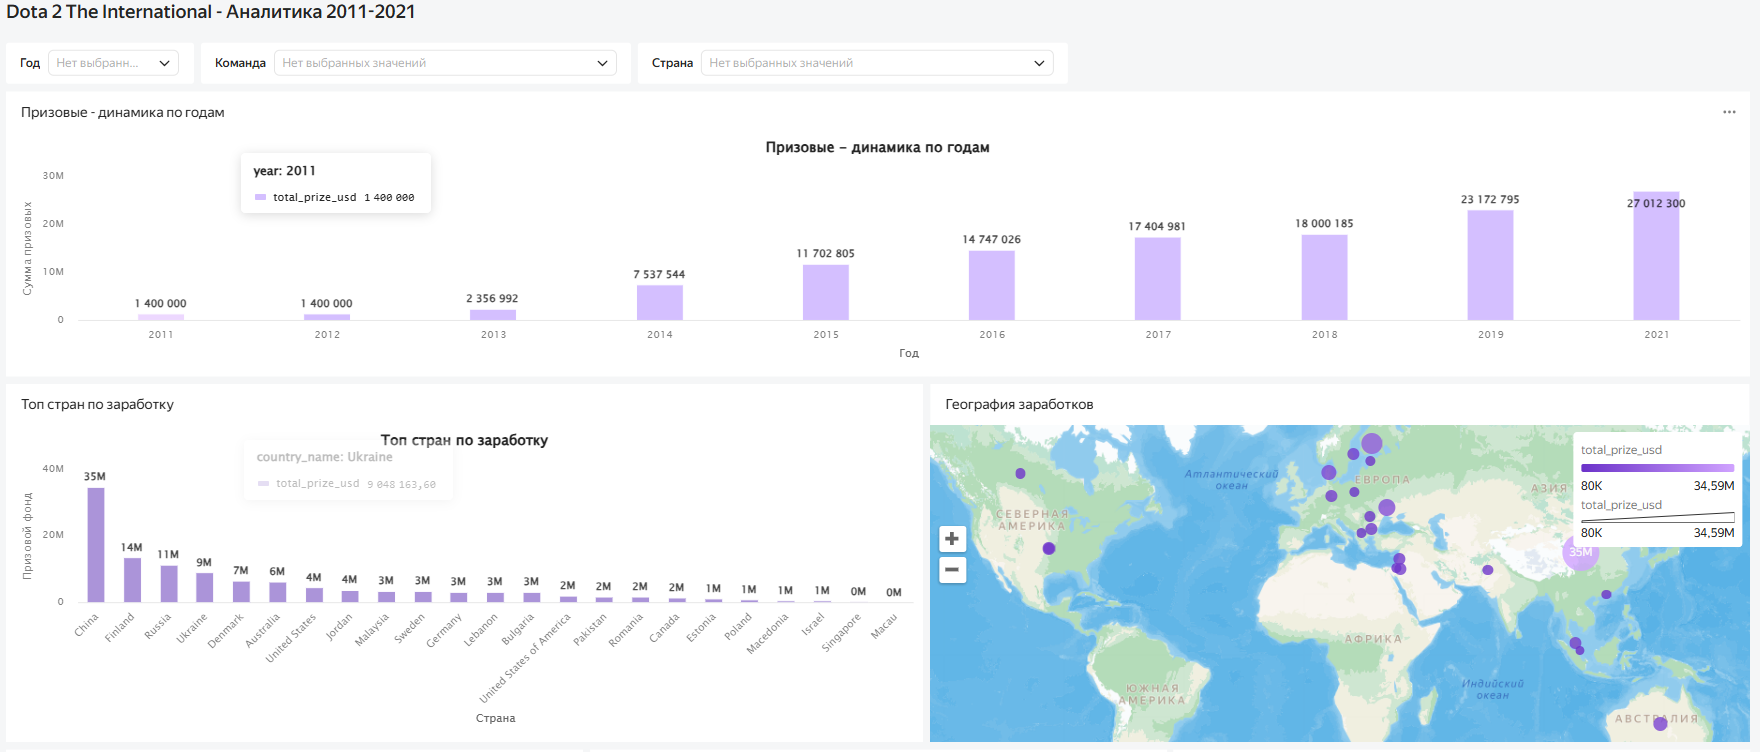 Dota 2 The International - Аналитика 2011-2021
Год Нет выбранн...
Команда Нет выбранных значений
Страна Нет выбранных значений
Призовые - динамика по годам
Призовые – динамика по годам
year: 2011
total_prize_usd 1 400 000
Сумма призовых
30M
20M
10M
0
1 400 000
1 400 000
2 356 992
7 537 544
11 702 805
14 747 026
17 404 981
18 000 185
23 172 795
27 012 300
2011
2012
2013
2014
2015
2016
2017
2018
2019
2021
Год
Топ стран по заработку
Топ стран по заработку
country_name: Ukraine
total_prize_usd 9 048 163,60
Призовой фонд
40M
20M
0
35M
14M
11M
9M
7M
6M
4M
4M
3M
3M
3M
3M
3M
2M
2M
2M
2M
1M
1M
1M
1M
0M
0M
China
Finland
Russia
Ukraine
Denmark
Australia
United States
Jordan
Malaysia
Sweden
Germany
Lebanon
Bulgaria
United States of America
Pakistan
Romania
Canada
Estonia
Poland
Macedonia
Israel
Singapore
Macau
Страна
География заработков
total_prize_usd
80K 34,59M
total_prize_usd
80K 34,59M
Атлантический
океан
ЕВРОПА
АЗИЯ
СЕВЕРНАЯ
АМЕРИКА
35M
АФРИКА
ЮЖНАЯ
АМЕРИКА
Индийский
океан
АВСТРАЛИЯ